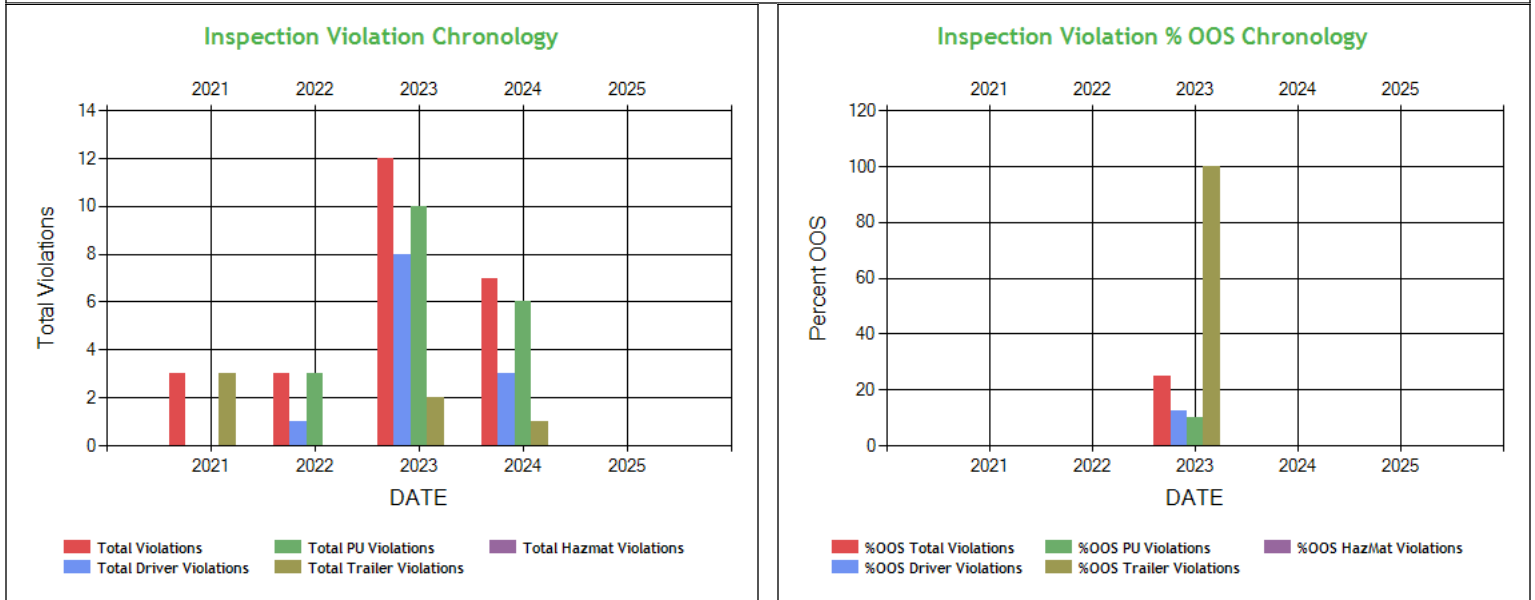 Inspection Violation Chronology
2021 2022 2023 2024 2025
14
12
10
8
6
4
2
0
Total Violations
2021 2022 2023 2024 2025
DATE
Total Violations Total PU Violations Total Hazmat Violations
Total Driver Violations Total Trailer Violations
Inspection Violation % OOS Chronology
2021 2022 2023 2024 2025
120
100
80
60
40
20
0
Percent OOS
2021 2022 2023 2024 2025
DATE
%OOS Total Violations %OOS PU Violations %OOS HazMat Violations
%OOS Driver Violations %OOS Trailer Violations